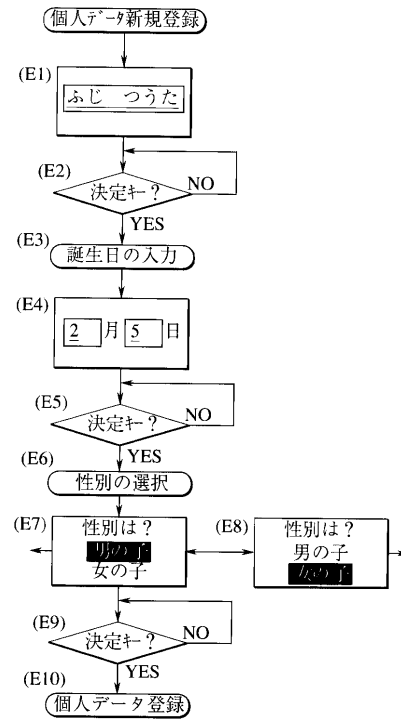 個人データ新規登録
(E1)
ふじ つうた
(E2)
決定キー?
NO
YES
(E3)
誕生日の入力
(E4)
2月5日
(E5)
決定キー?
NO
YES
(E6)
性別の選択
(E7)
性別は?
男の子
女の子
(E8)
性別は?
男の子
女の子
(E9)
決定キー?
NO
YES
(E10)
個人データ登録